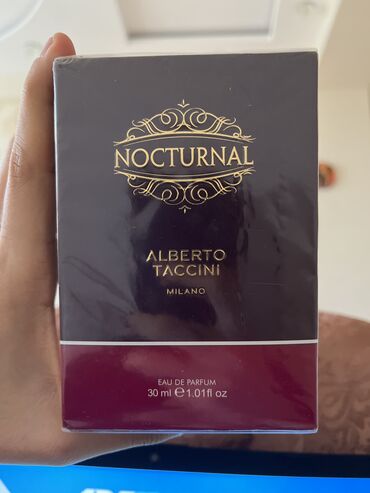 NOCTURNAL
ALBERTO
TACCINI
MILANO
EAU DE PARFUM
30 ml ℮ 1.01fl oz